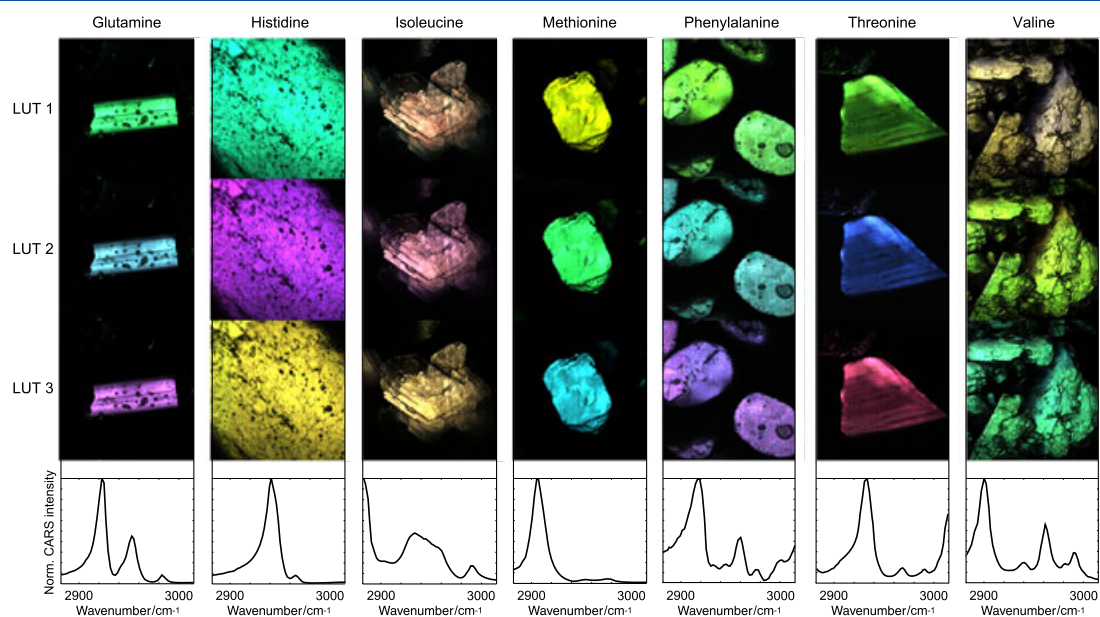 Glutamine Histidine Isoleucine Methionine Phenylalanine Threonine Valine
LUT 1
LUT 2
LUT 3
Norm. CARS intensity
2900 3000 2900 3000 2900 3000 2900 3000 2900 3000 2900 3000 2900 3000
Wavenumber/cm-1 Wavenumber/cm-1 Wavenumber/cm-1 Wavenumber/cm-1 Wavenumber/cm-1 Wavenumber/cm-1 Wavenumber/cm-1